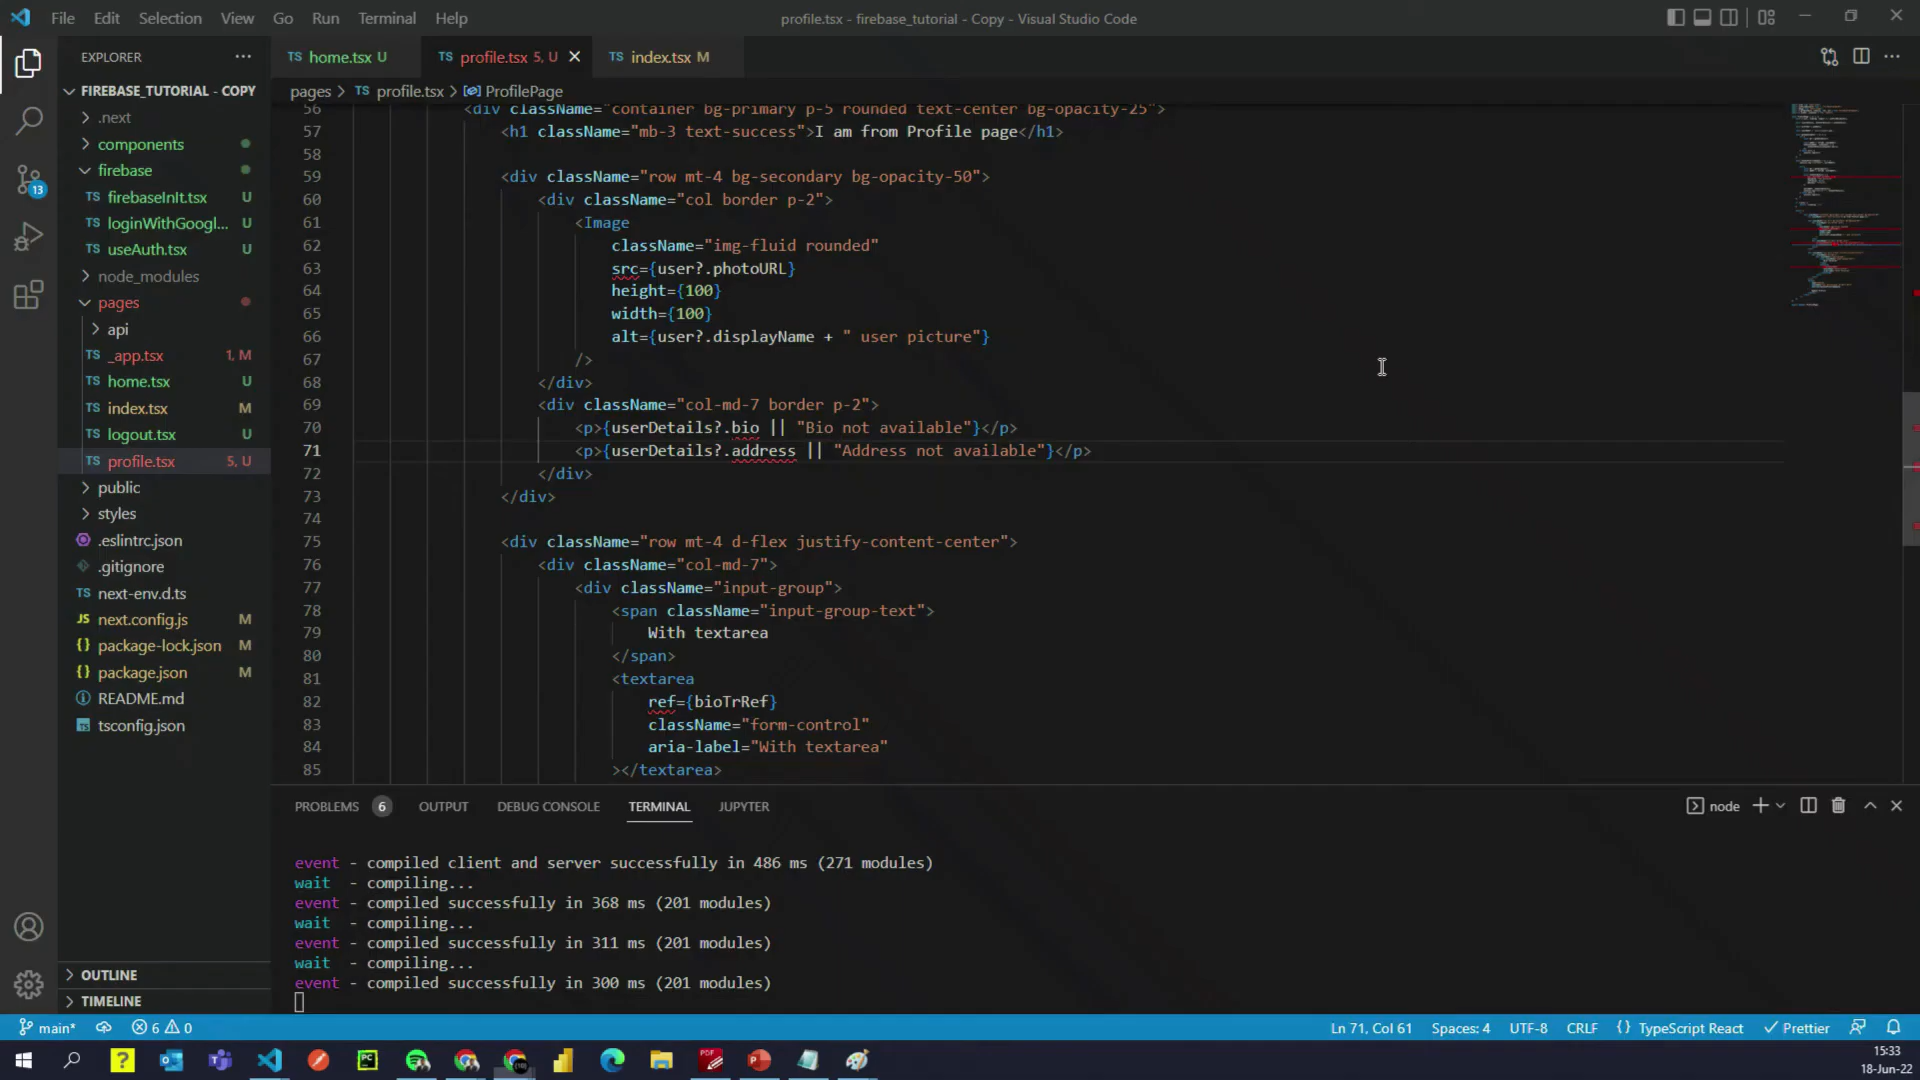 File Edit Selection View Go Run Terminal Help
profile.tsx - firebase_tutorial - Copy - Visual Studio Code
EXPLORER
home.tsx U
profile.tsx 5, U
index.tsx M
FIREBASE_TUTORIAL - COPY
.next
components
firebase
firebaseInIt.tsx U
loginWithGoogl... U
useAuth.tsx U
node_modules
pages
api
_app.tsx 1, M
home.tsx U
index.tsx M
logout.tsx U
profile.tsx 5, U
public
styles
.eslintrc.json
.gitignore
next-env.d.ts
next.config.js M
package-lock.json M
package.json M
README.md
tsconfig.json
OUTLINE
TIMELINE
13
pages > profile.tsx > ProfilePage
56 <div className="container bg-primary p-5 rounded text-center bg-opacity-25">
57 <h1 className="mb-3 text-success">I am from Profile page</h1>
58
59 <div className="row mt-4 bg-secondary bg-opacity-50">
60 <div className="col border p-2">
61 <Image
62 className="img-fluid rounded"
63 src={user?.photoURL}
64 height={100}
65 width={100}
66 alt={user?.displayName + " user picture"}
67 />
68 </div>
69 <div className="col-md-7 border p-2">
70 <p>{userDetails?.bio || "Bio not available"}</p>
71 <p>{userDetails?.address || "Address not available"}</p>
72 </div>
73 </div>
74
75 <div className="row mt-4 d-flex justify-content-center">
76 <div className="col-md-7">
77 <div className="input-group">
78 <span className="input-group-text">
79 With textarea
80 </span>
81 <textarea
82 ref={bioTrRef}
83 className="form-control"
84 aria-label="With textarea"
85 ></textarea>
PROBLEMS 6 OUTPUT DEBUG CONSOLE TERMINAL JUPYTER
node
event - compiled client and server successfully in 486 ms (271 modules)
wait - compiling...
event - compiled successfully in 368 ms (201 modules)
wait - compiling...
event - compiled successfully in 311 ms (201 modules)
wait - compiling...
event - compiled successfully in 300 ms (201 modules)
main* 6 0
Ln 71, Col 61 Spaces: 4 UTF-8 CRLF {} TypeScript React Prettier
15:33
18-Jun-22